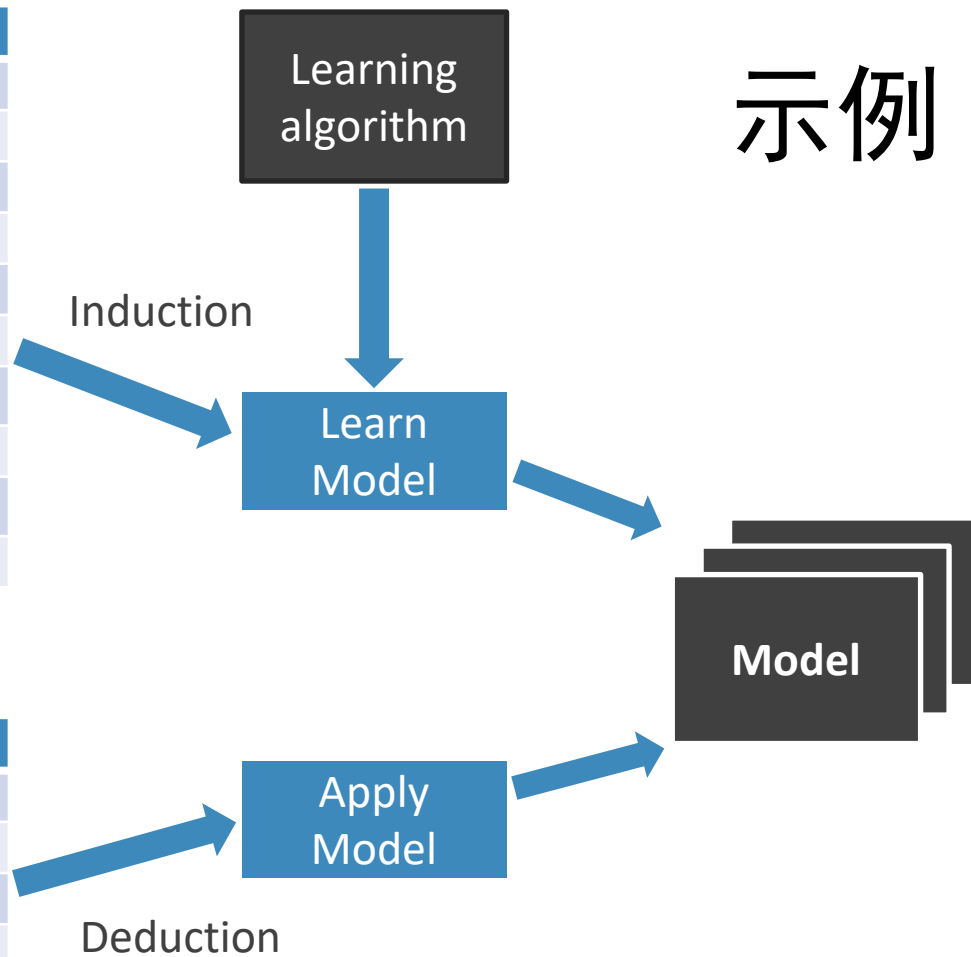 示例
Learning
algorithm
Induction
Learn
Model
Model
Apply
Model
Deduction